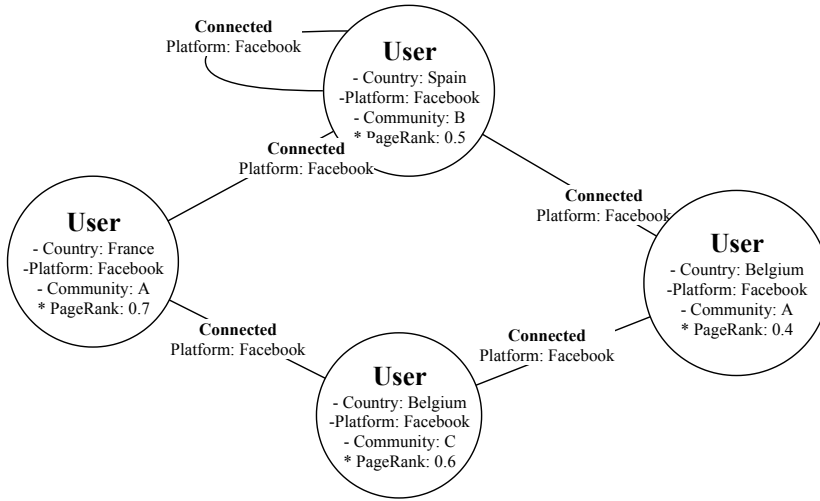 Connected
Platform: Facebook
User
- Country: Spain
-Platform: Facebook
- Community: B
* PageRank: 0.5
Connected
Platform: Facebook
Connected
Platform: Facebook
User
- Country: France
-Platform: Facebook
- Community: A
* PageRank: 0.7
User
- Country: Belgium
-Platform: Facebook
- Community: A
* PageRank: 0.4
Connected
Platform: Facebook
Connected
Platform: Facebook
User
- Country: Belgium
-Platform: Facebook
- Community: C
* PageRank: 0.6